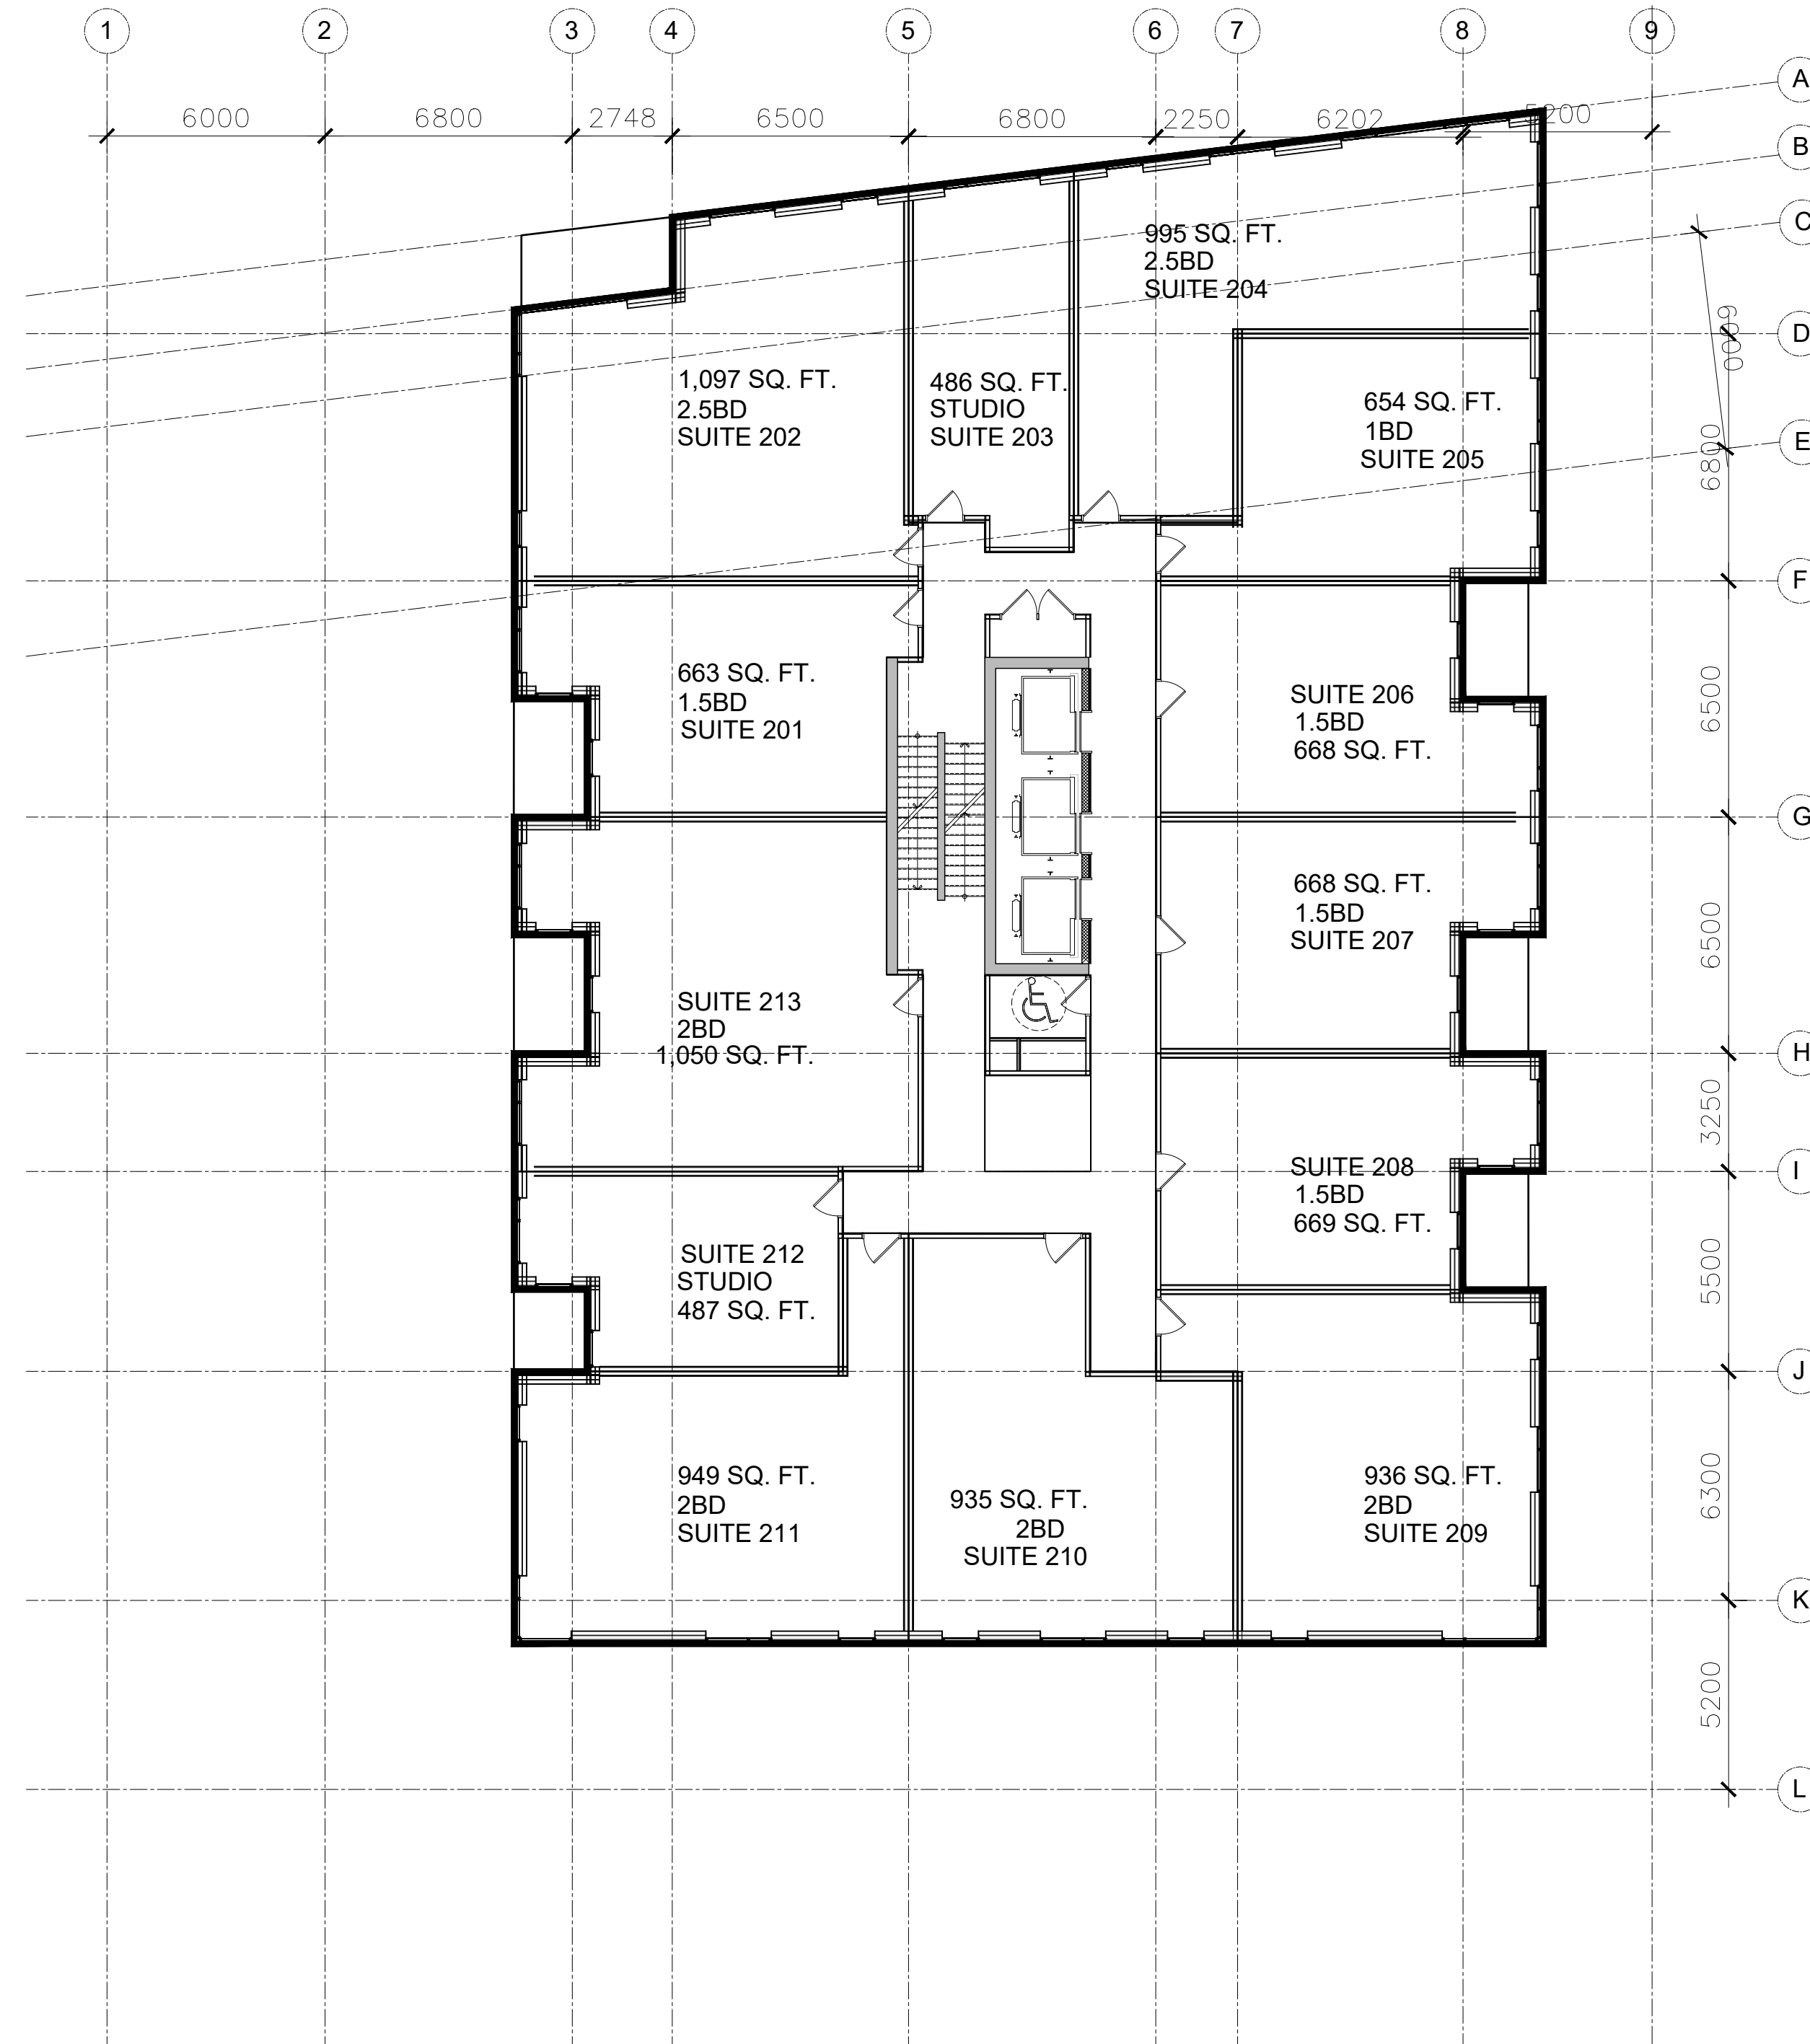 1 2 3 4 5 6 7 8 9
A
6000 6800 2748 6500 6800 2250 6202 5200
B
C
995 SQ. FT.
2.5BD
SUITE 204
D
6000
1,097 SQ. FT.
2.5BD
SUITE 202
486 SQ. FT.
STUDIO
SUITE 203
654 SQ. FT.
1BD
SUITE 205
E
6800
F
663 SQ. FT.
1.5BD
SUITE 201
SUITE 206
1.5BD
668 SQ. FT.
6500
G
668 SQ. FT.
1.5BD
SUITE 207
6500
SUITE 213
2BD
1,050 SQ. FT.
H
3250
SUITE 208
1.5BD
669 SQ. FT.
I
SUITE 212
STUDIO
487 SQ. FT.
5500
J
949 SQ. FT.
2BD
SUITE 211
935 SQ. FT.
2BD
SUITE 210
936 SQ. FT.
2BD
SUITE 209
6300
K
5200
L